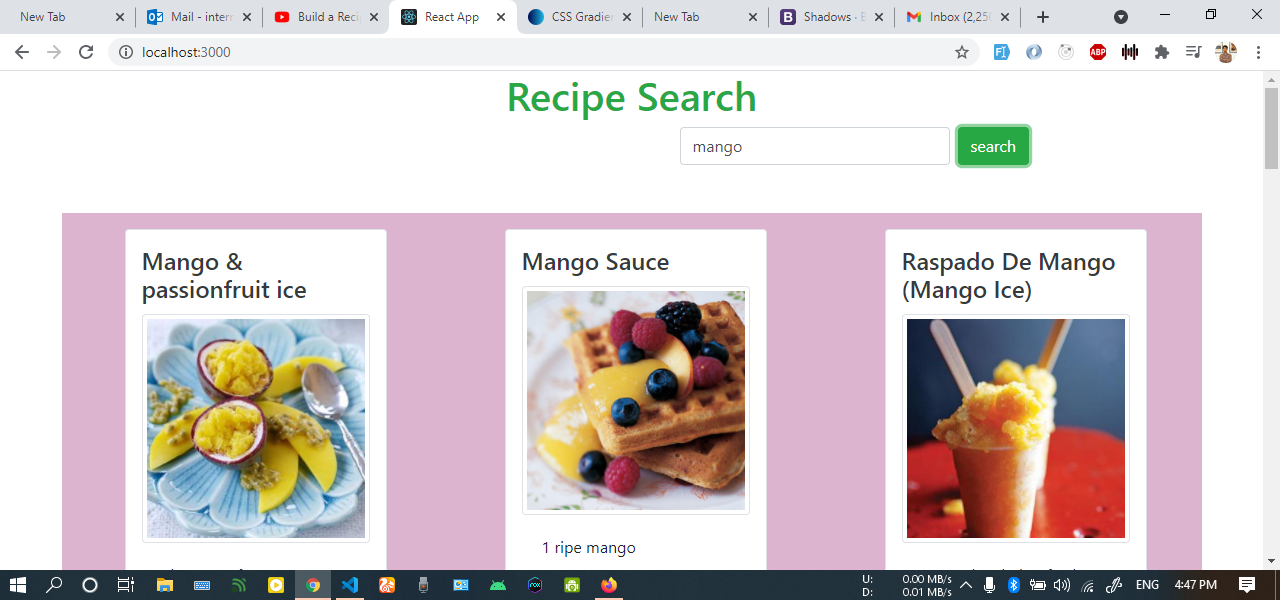 New Tab
Mail - intern
Build a Reci
React App
CSS Gradie
New Tab
Shadows · B
Inbox (2,25
localhost:3000
ABP
Recipe Search
mango
search
Mango &
passionfruit ice
Mango Sauce
Raspado De Mango
(Mango Ice)
1 ripe mango
U: 0.00 MB/s
D: 0.01 MB/s
ENG
4:47 PM